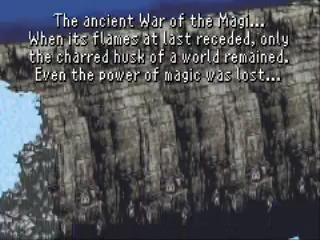 The ancient War of the Magi...
When its flames at last receded, only
the charred husk of a world remained.
Even the power of magic was lost...